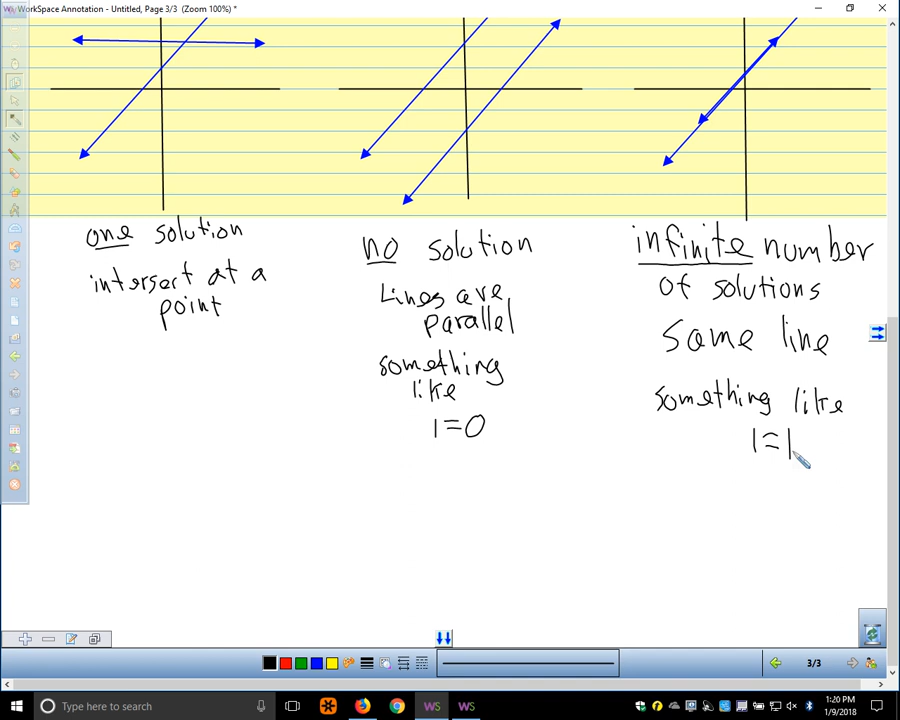 WorkSpace Annotation - Untitled, Page 3/3 (Zoom 100%) *
one solution
intersect at a
point
no solution
Lines are
parallel
something
like
1=0
infinite number
of solutions
Same line
something like
1=1
3/3
Type here to search
WS
WS
1:20 PM
1/9/2018